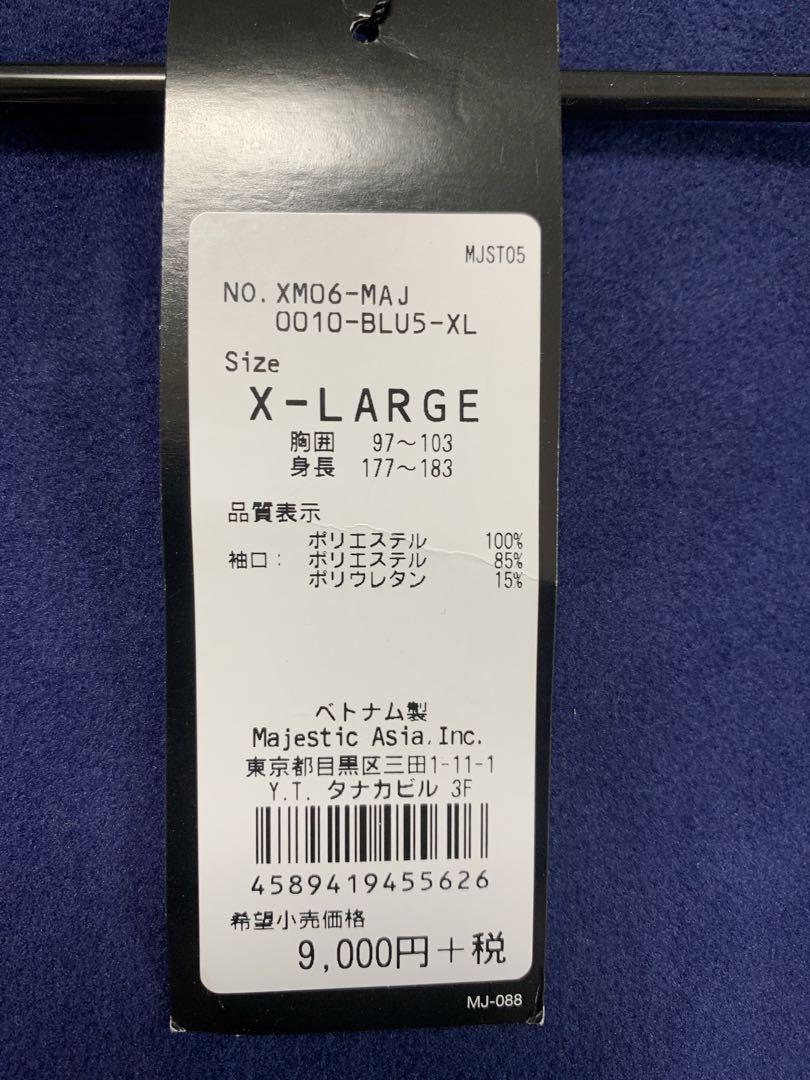 MJST05
NO. XM06-MAJ
0010-BLU5-XL
Size
X-LARGE
胸囲 97〜103
身長 177〜183
品質表示
ポリエステル 100%
袖口： ポリエステル 85%
ポリウレタン 15%
ベトナム製
Majestic Asia,Inc.
東京都目黒区三田1-11-1
Y.T. タナカビル 3F
4589419455626
希望小売価格
9,000円＋税
MJ-088